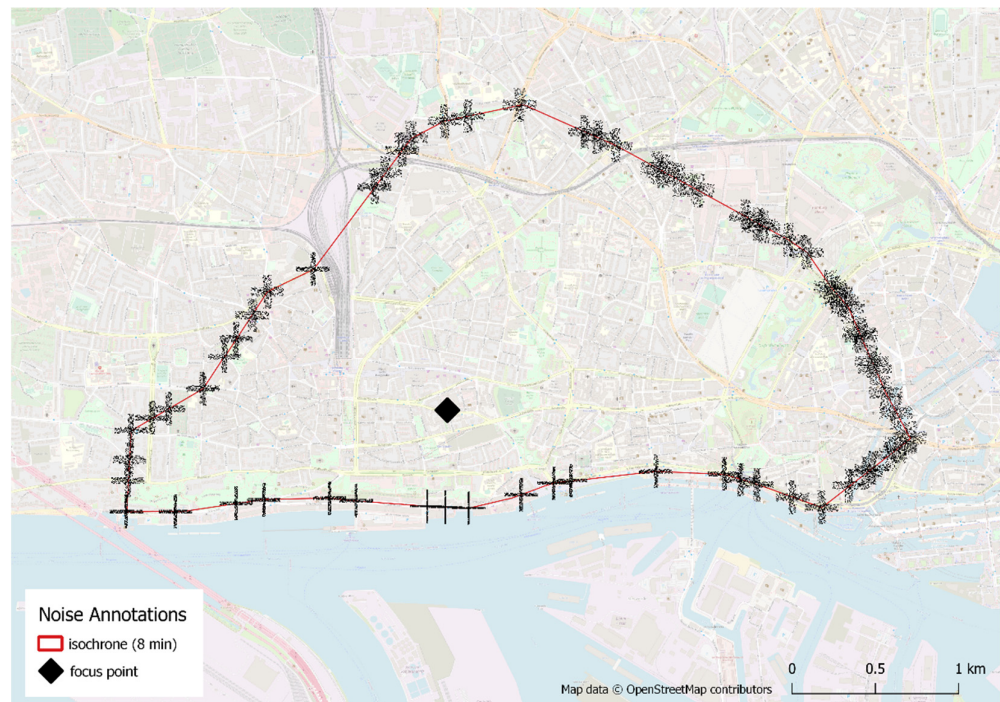 Noise Annotations
isochrone (8 min)
focus point
0 0.5 1 km
Map data © OpenStreetMap contributors